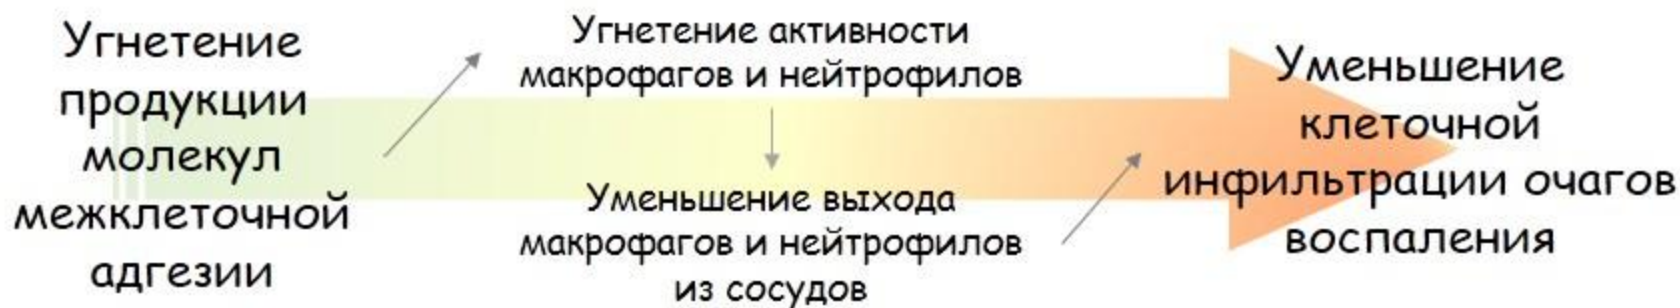 Угнетение
продукции
молекул
межклеточной
адгезии
Угнетение активности
макрофагов и нейтрофилов
Уменьшение выхода
макрофагов и нейтрофилов
из сосудов
Уменьшение
клеточной
инфильтрации очагов
воспаления